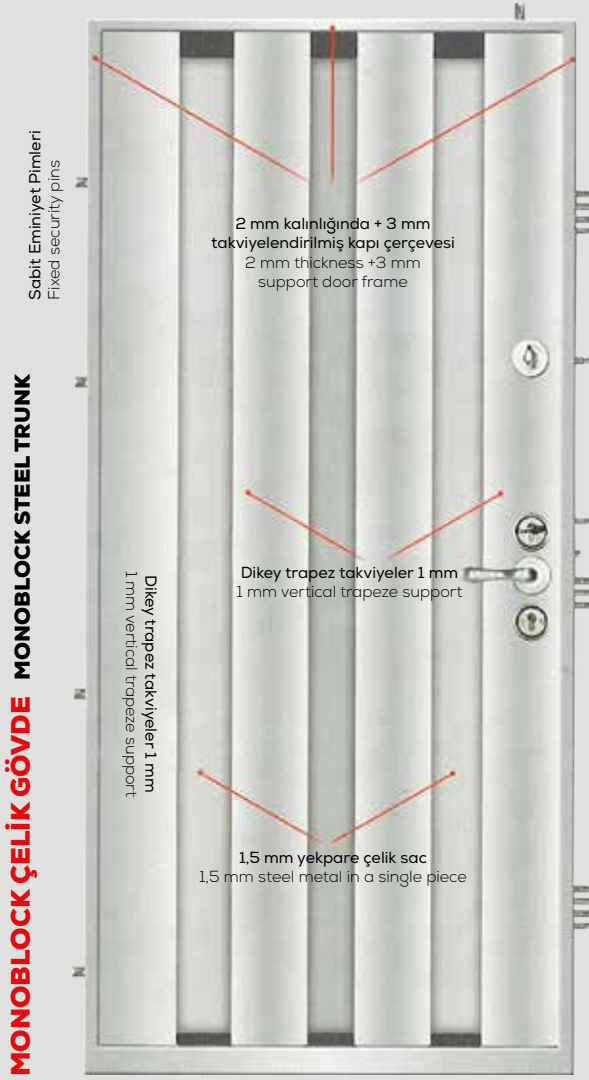 MONOBLOCK ÇELİK GÖVDE MONOBLOCK STEEL TRUNK
Sabit Eminiyet Pimleri
Fixed security pins
2 mm kalınlığında + 3 mm
takviyelendirilmiş kapı çerçevesi
2 mm thickness +3 mm
support door frame
Dikey trapez takviyeler 1 mm
1 mm vertical trapeze support
Dikey trapez takviyeler 1 mm
1 mm vertical trapeze support
1,5 mm yekpare çelik sac
1,5 mm steel metal in a single piece